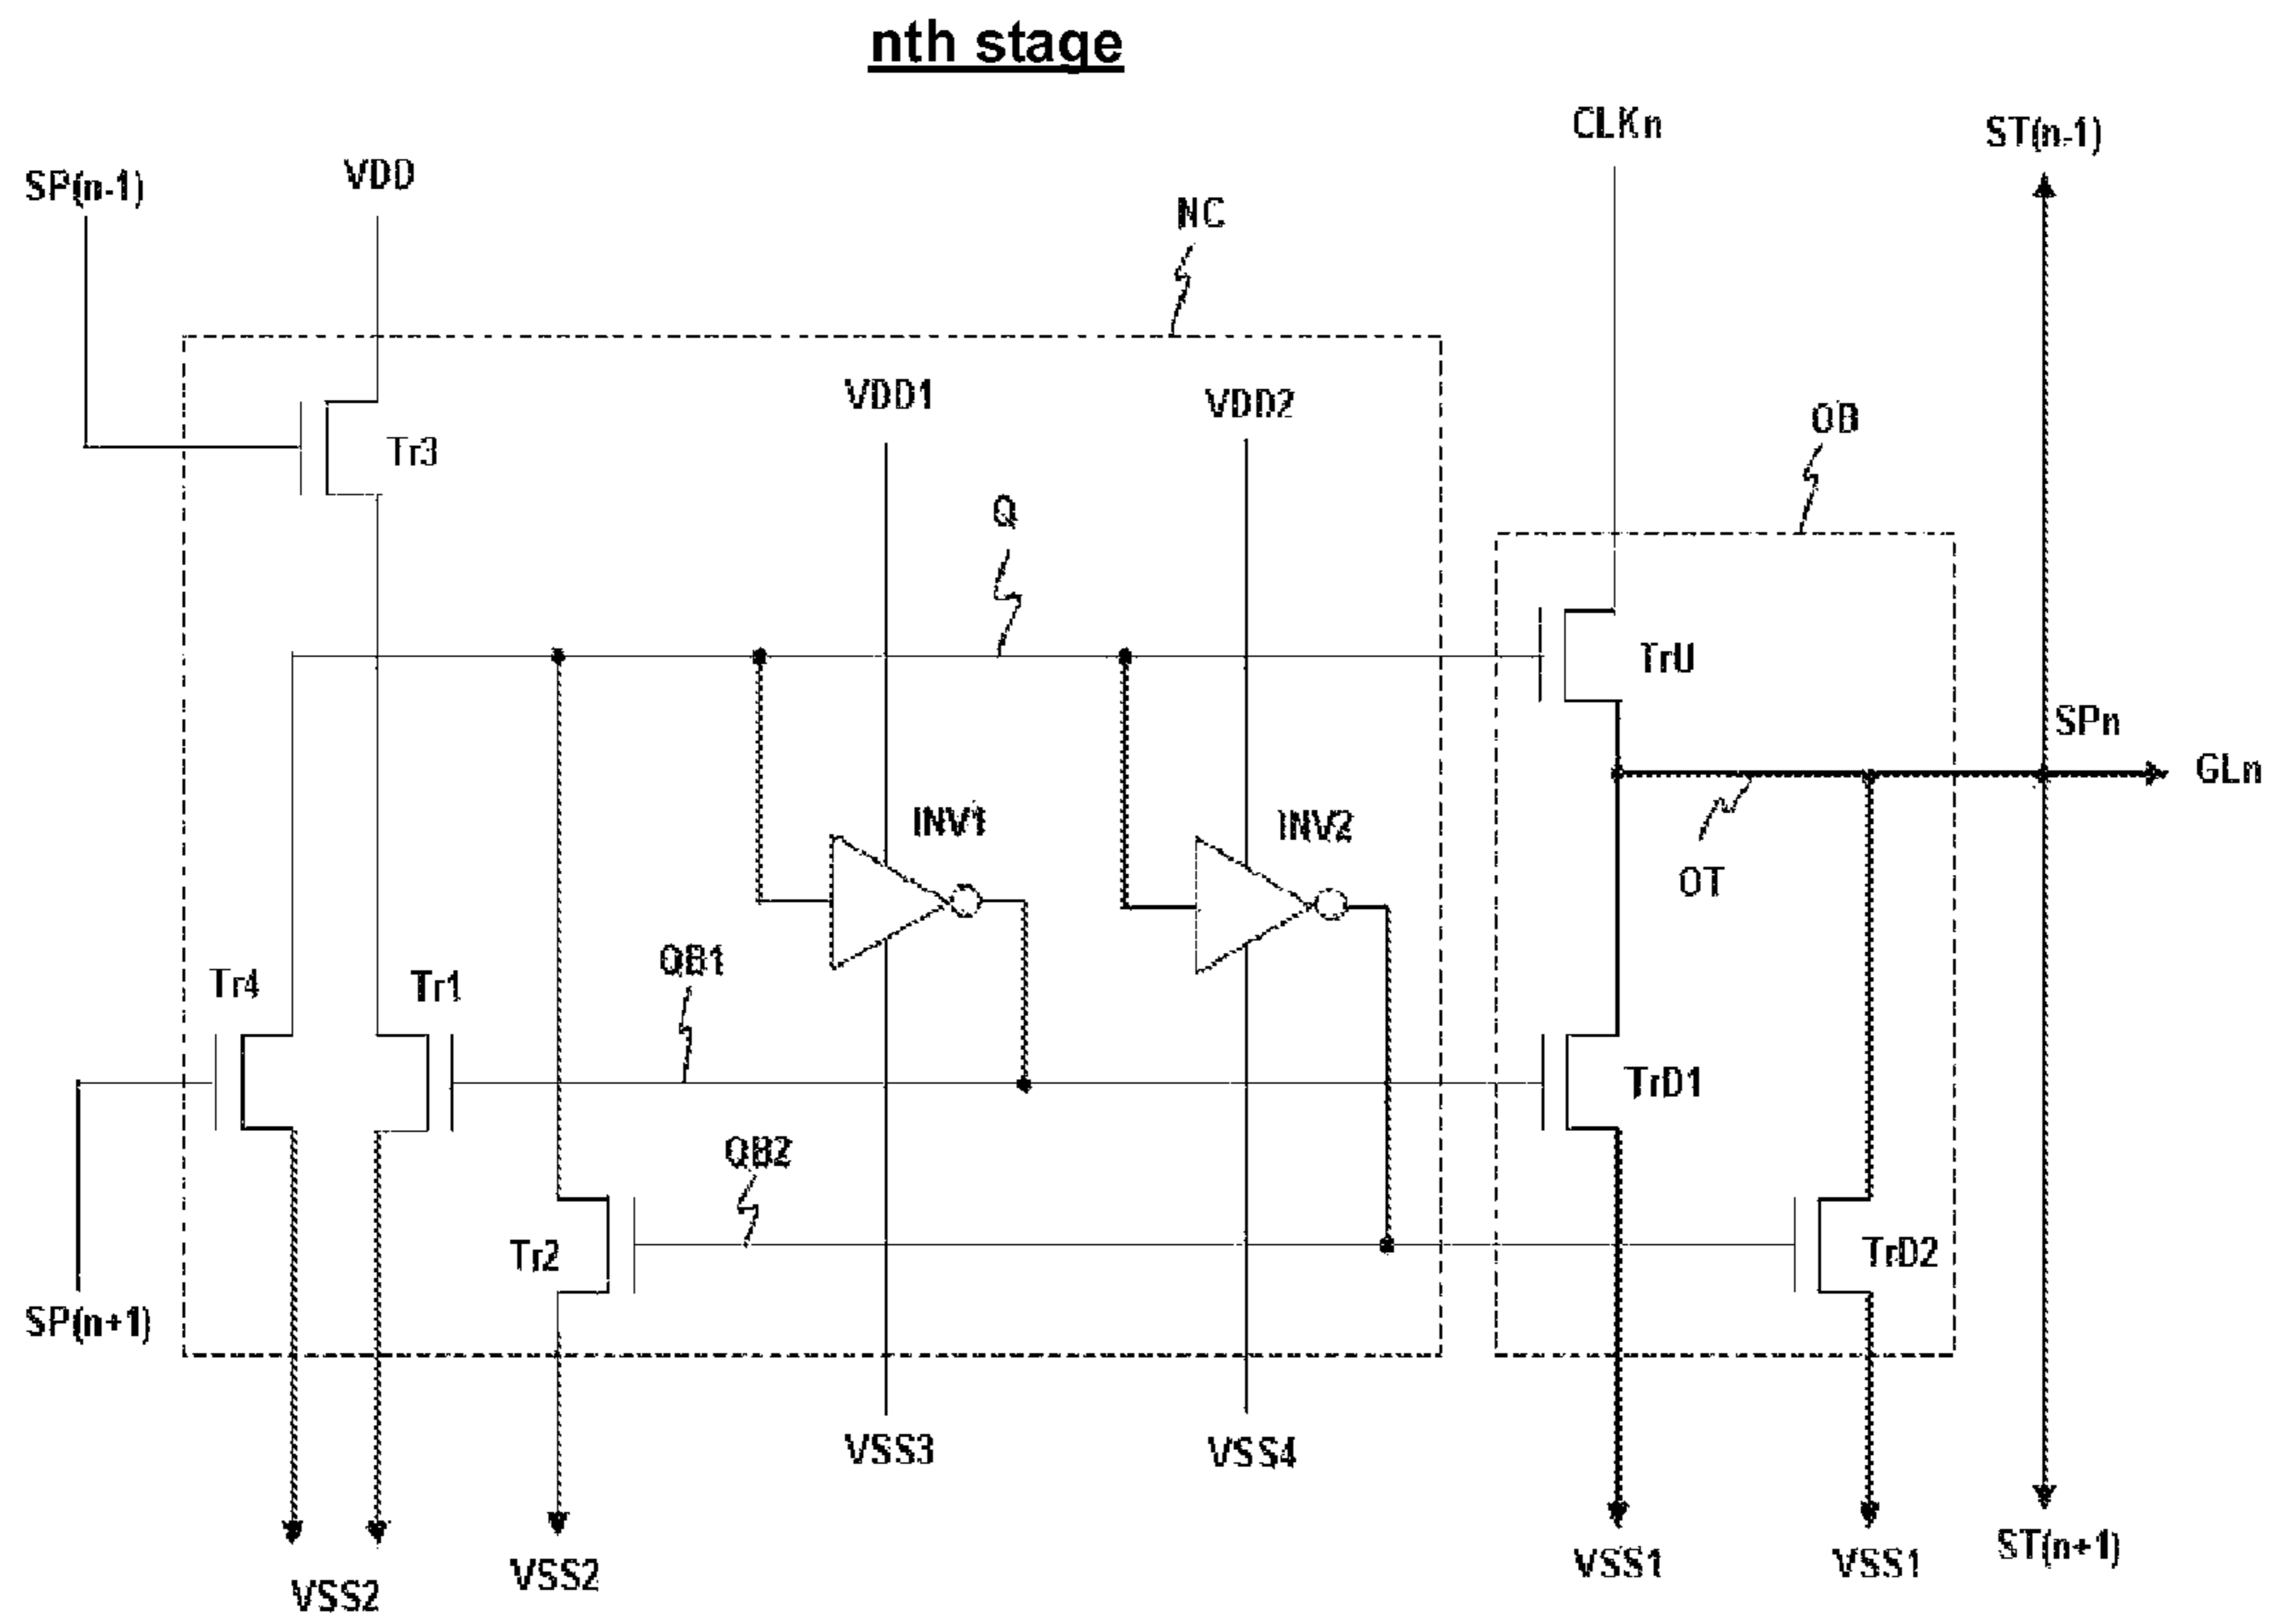 nth stage
CLKn
ST(n-1)
SP(n-1)
VDD
NC
VDD1
VDD2
OB
Tr3
Q
TrU
SPn
GLn
INV1
INV2
OT
QB1
Tr4
Tr1
TrD1
QB2
Tr2
TrD2
SP(n+1)
VSS3
VSS4
VSS2
VSS2
VSS1
VSS1
ST(n+1)